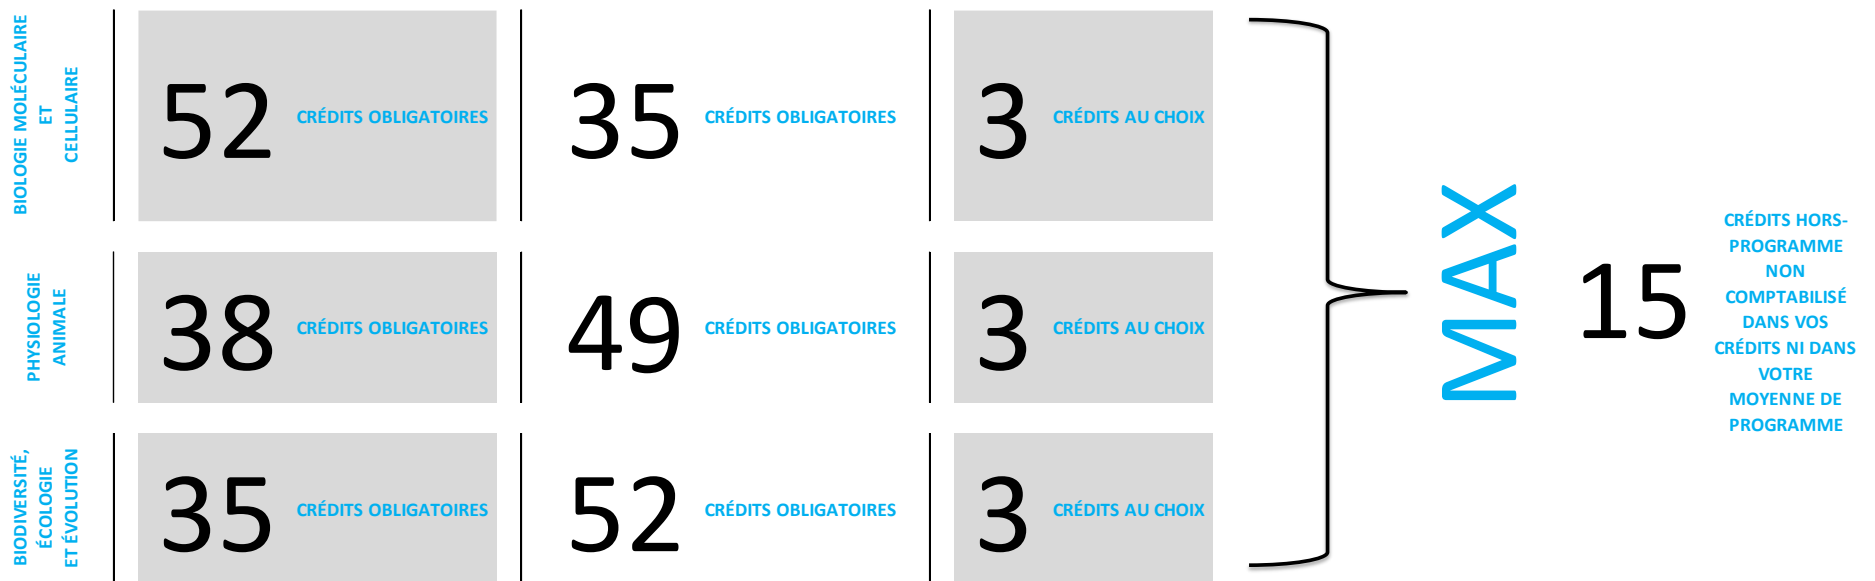 BIOLOGIE MOLÉCULAIRE
ET
CELLULAIRE
52 CRÉDITS OBLIGATOIRES
35 CRÉDITS OBLIGATOIRES
3 CRÉDITS AU CHOIX
PHYSIOLOGIE
ANIMALE
38 CRÉDITS OBLIGATOIRES
49 CRÉDITS OBLIGATOIRES
3 CRÉDITS AU CHOIX
BIODIVERSITÉ,
ÉCOLOGIE
ET ÉVOLUTION
35 CRÉDITS OBLIGATOIRES
52 CRÉDITS OBLIGATOIRES
3 CRÉDITS AU CHOIX
MAX
15
CRÉDITS HORS-
PROGRAMME
NON
COMPTABILISÉ
DANS VOS
CRÉDITS NI DANS
VOTRE
MOYENNE DE
PROGRAMME